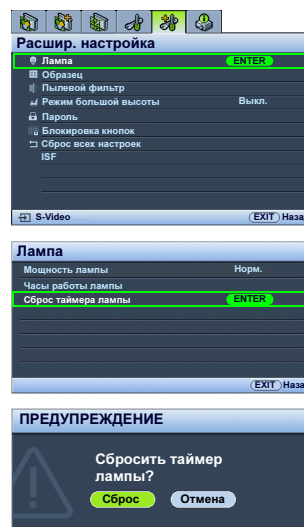 Расшир. настройка
Лампа ENTER
Образец
Пылевой фильтр
Режим большой высоты Выкл.
Пароль
Блокировка кнопок
Сброс всех настроек
ISF
S-Video EXIT Наза
Лампа
Мощность лампы Норм.
Часы работы лампы
Сброс таймера лампы ENTER
EXIT Наза
ПРЕДУПРЕЖДЕНИЕ
Сбросить таймер
лампы?
Сброс Отмена